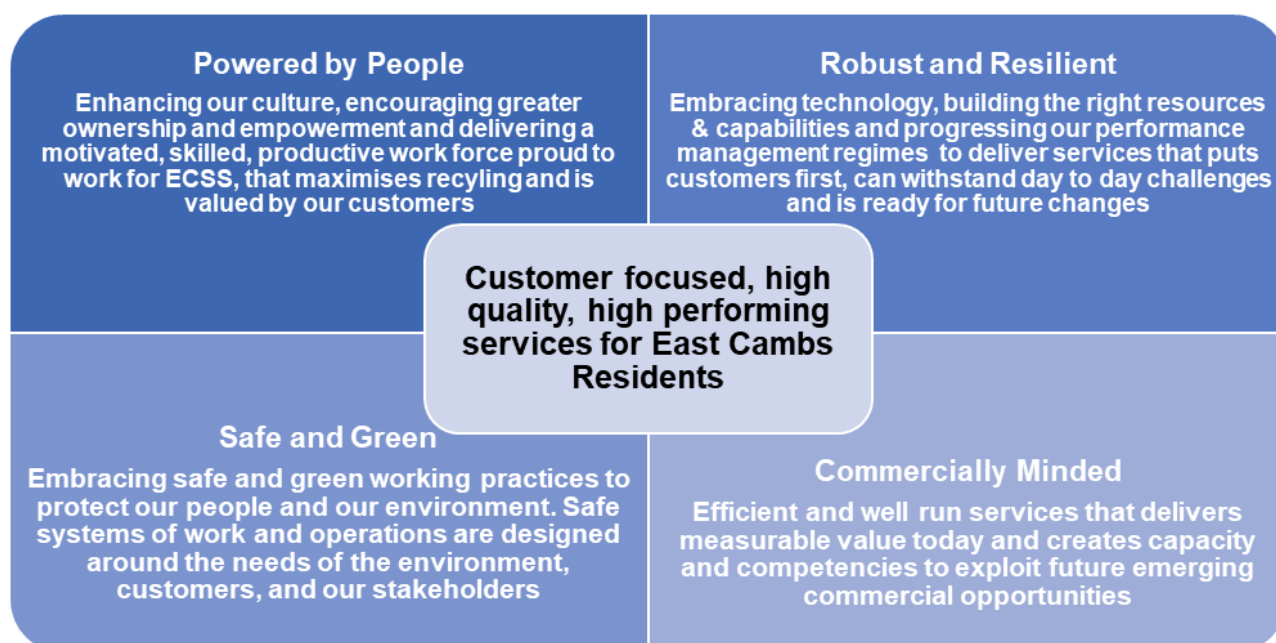 Powered by People
Enhancing our culture, encouraging greater
ownership and empowerment and delivering a
motivated, skilled, productive work force proud to
work for ECSS, that maximises recyling and is
valued by our customers
Robust and Resilient
Embracing technology, building the right resources
& capabilities and progressing our performance
management regimes to deliver services that puts
customers first, can withstand day to day challenges
and is ready for future changes
Customer focused, high
quality, high performing
services for East Cambs
Residents
Safe and Green
Embracing safe and green working practices to
protect our people and our environment. Safe
systems of work and operations are designed
around the needs of the environment,
customers, and our stakeholders
Commercially Minded
Efficient and well run services that delivers
measurable value today and creates capacity
and competencies to exploit future emerging
commercial opportunities